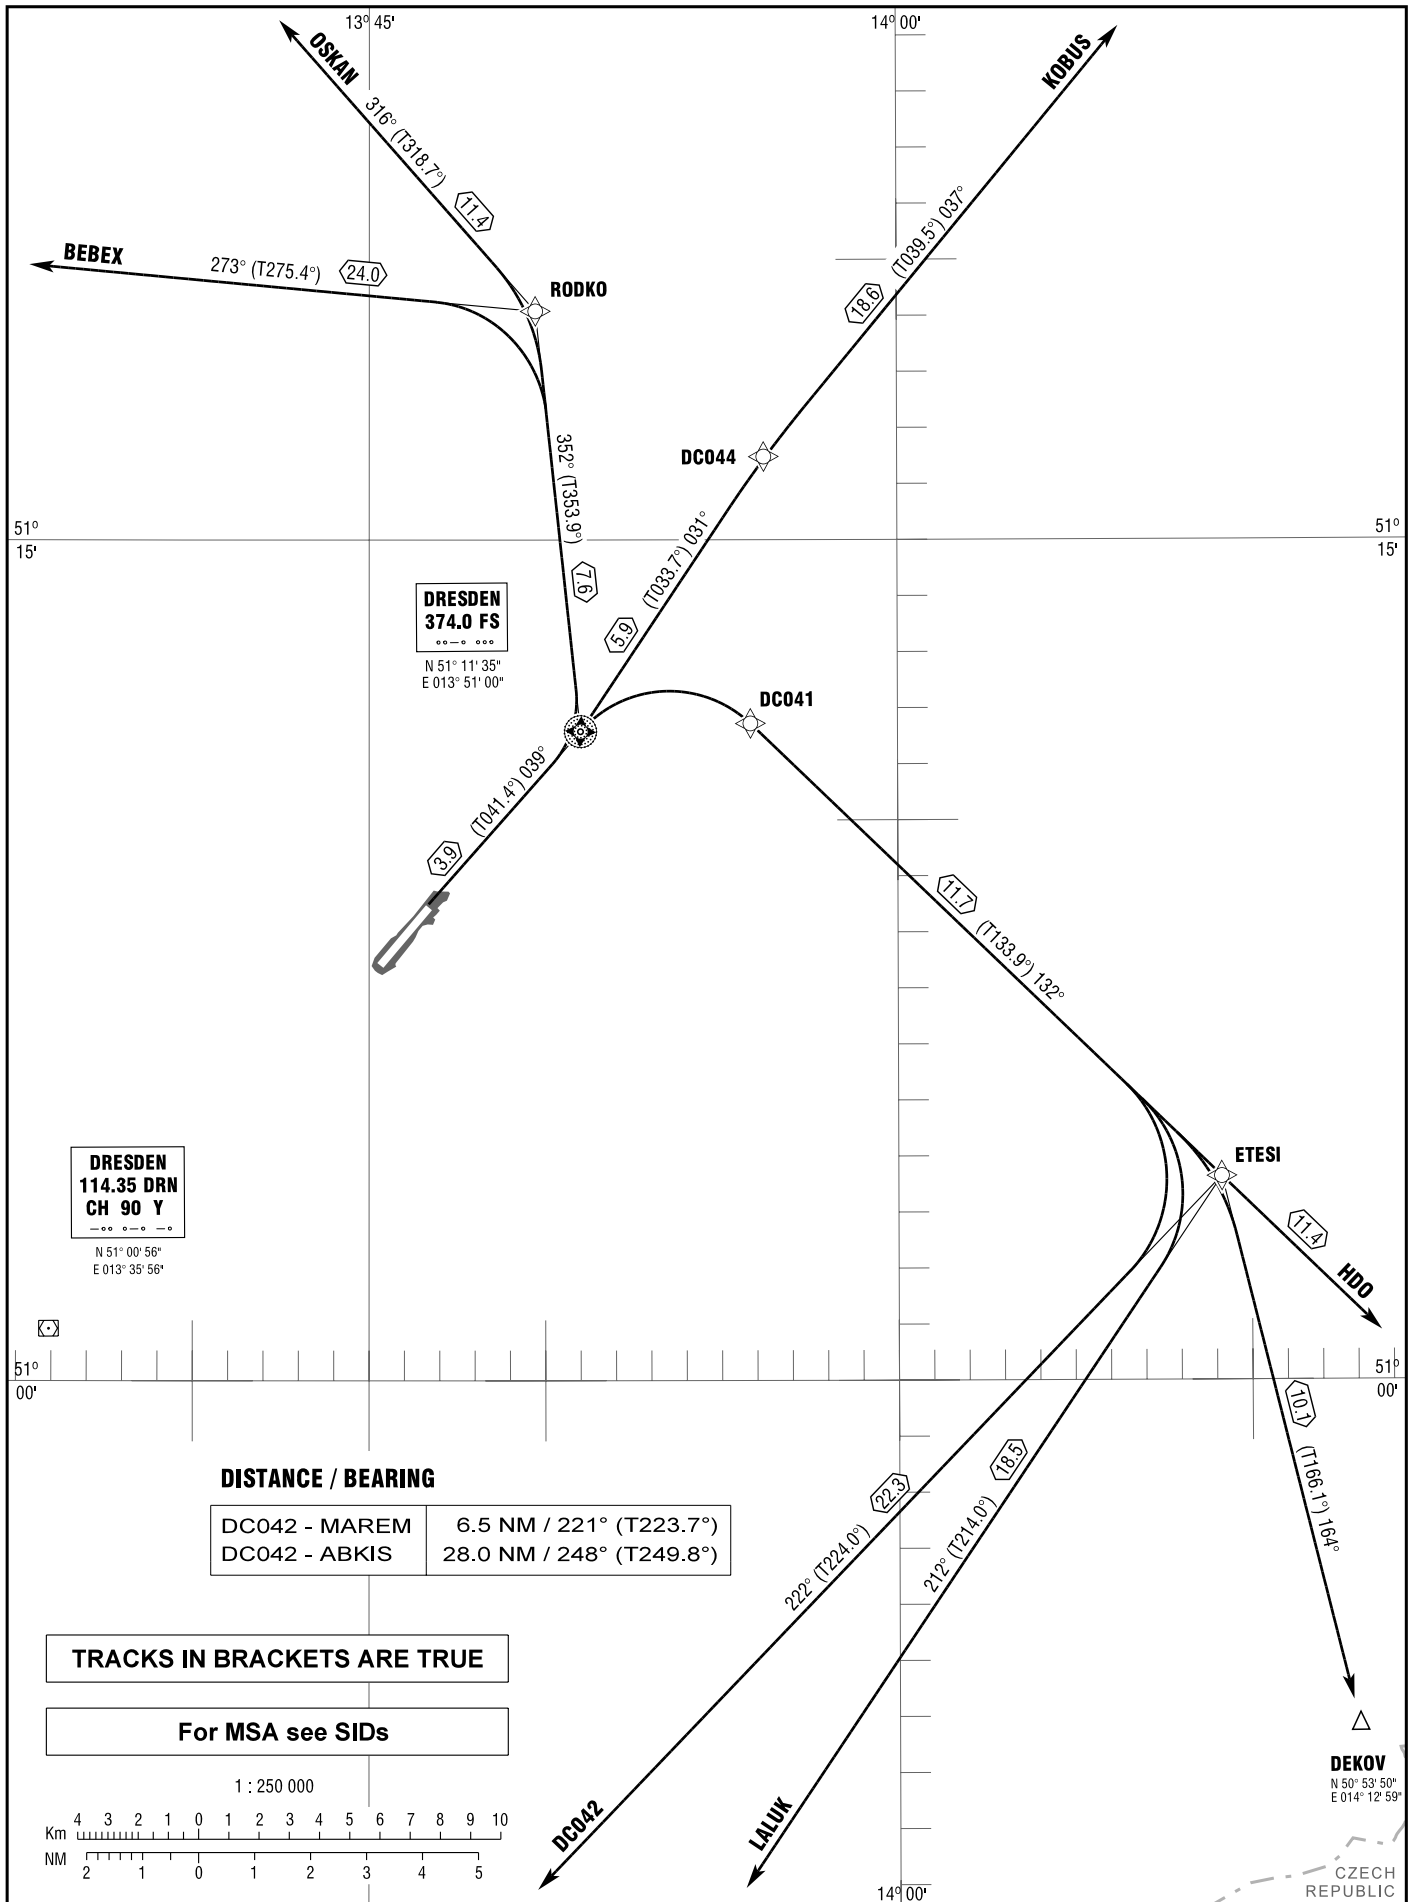 13° 45'
14° 00'
OSKAN
KOBUS
316° (T318.7°)
11.4
(T039.5°) 037°
18.6
BEBEX
273° (T275.4°)
24.0
RODKO
352° (T353.9°)
7.6
DC044
51°
15'
51°
15'
(T033.7°) 031°
5.9
DRESDEN
374.0 FS
N 51° 11' 35"
E 013° 51' 00"
DC041
(T041.4°) 039°
3.9
11.7
(T133.9°) 132°
DRESDEN
114.35 DRN
CH 90 Y
N 51° 00' 56"
E 013° 35' 56"
ETESI
11.4
HDO
51°
00'
51°
00'
10.1
(T166.1°) 164°
22.3
222° (T224.0°)
18.5
212° (T214.0°)
DISTANCE / BEARING
DC042 - MAREM 6.5 NM / 221° (T223.7°)
DC042 - ABKIS 28.0 NM / 248° (T249.8°)
TRACKS IN BRACKETS ARE TRUE
For MSA see SIDs
1 : 250 000
Km 4 3 2 1 0 1 2 3 4 5 6 7 8 9 10
NM 2 1 0 1 2 3 4 5
DC042
LALUK
DEKOV
N 50° 53' 50"
E 014° 12' 59"
CZECH
REPUBLIC
14° 00'